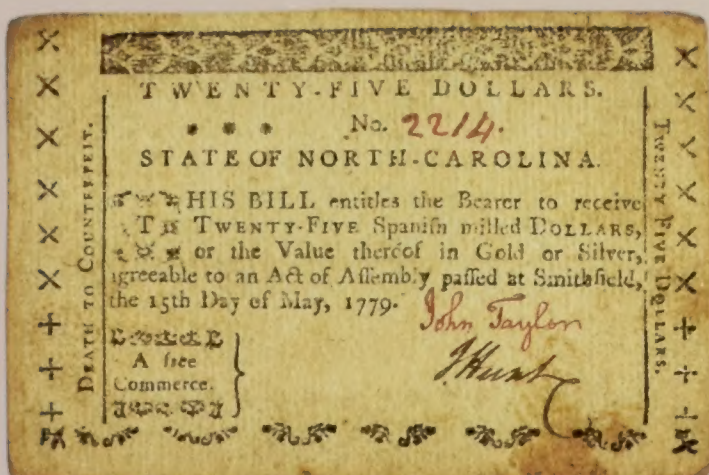 TWENTY-FIVE DOLLARS.
No. 2214.
STATE OF NORTH-CAROLINA.
THIS BILL entitles the Bearer to receive
TWENTY-FIVE Spaniſh milled DOLLARS,
or the Value thereof in Gold or Silver,
agreeable to an Act of Aſſembly paſſed at Smithfield,
the 15th Day of May, 1779.
John Taylor
JHunt
A free
Commerce.
DEATH TO COUNTERFEIT.
TWENTY FIVE DOLLARS.